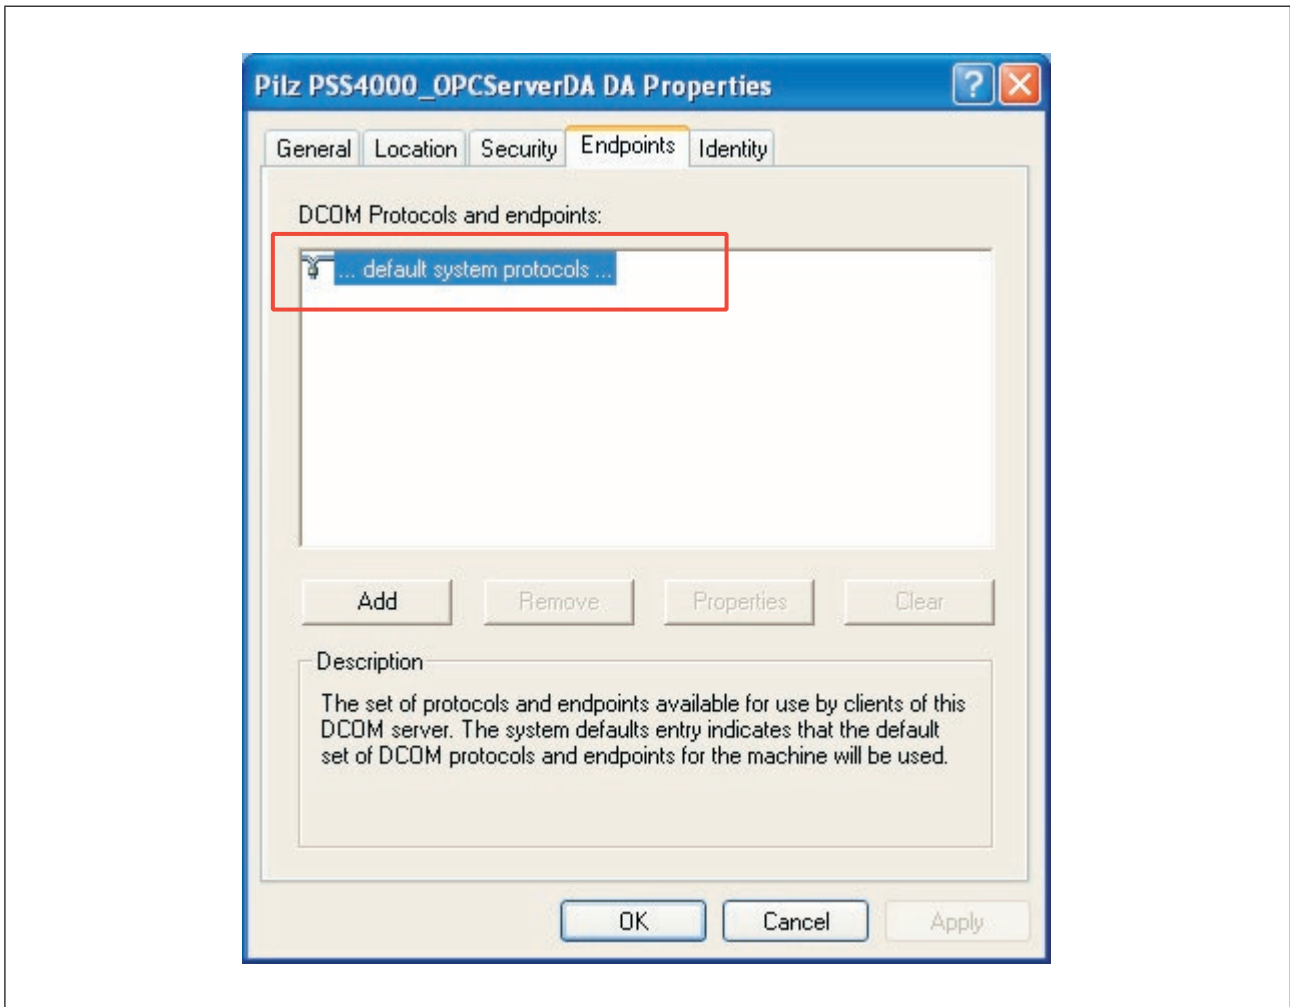 Pilz PSS4000_OPCServerDA DA Properties
General Location Security Endpoints Identity
DCOM Protocols and endpoints:
... default system protocols ...
Add Remove Properties Clear
Description
The set of protocols and endpoints available for use by clients of this
DCOM server. The system defaults entry indicates that the default
set of DCOM protocols and endpoints for the machine will be used.
OK Cancel Apply